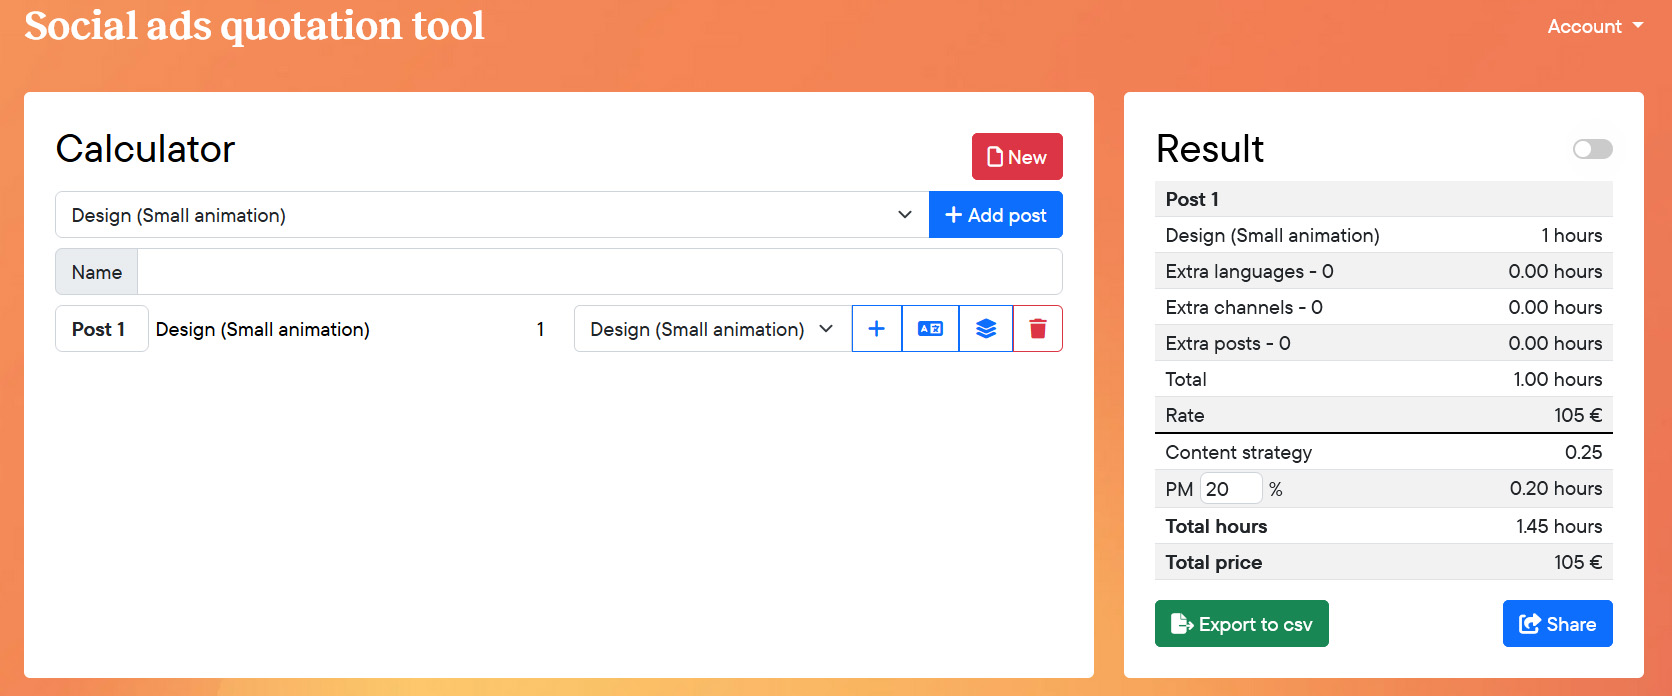 Social ads quotation tool
Account
Calculator
New
Design (Small animation)
Add post
Name
Post 1 Design (Small animation) 1 Design (Small animation)
Result
Post 1
Design (Small animation) 1 hours
Extra languages - 0 0.00 hours
Extra channels - 0 0.00 hours
Extra posts - 0 0.00 hours
Total 1.00 hours
Rate 105 €
Content strategy 0.25
PM 20 % 0.20 hours
Total hours 1.45 hours
Total price 105 €
Export to csv
Share